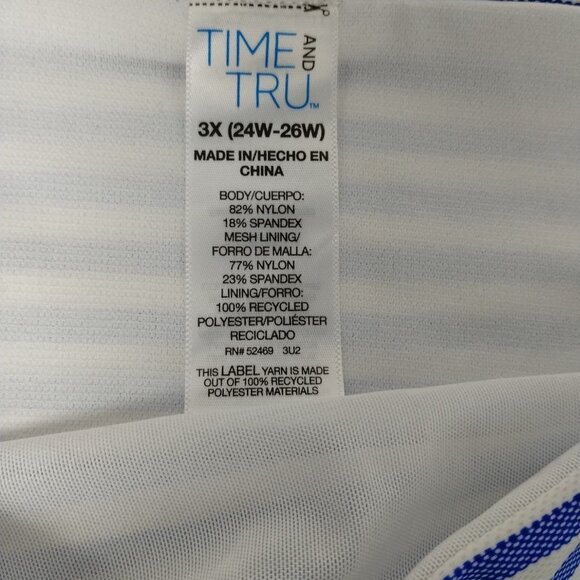 TIME AND
TRU™
3X (24W-26W)
MADE IN/HECHO EN
CHINA
BODY/CUERPO:
82% NYLON
18% SPANDEX
MESH LINING/
FORRO DE MALLA:
77% NYLON
23% SPANDEX
LINING/FORRO:
100% RECYCLED
POLYESTER/POLIÉSTER
RECICLADO
RN# 52469 3U2
THIS LABEL YARN IS MADE
OUT OF 100% RECYCLED
POLYESTER MATERIALS